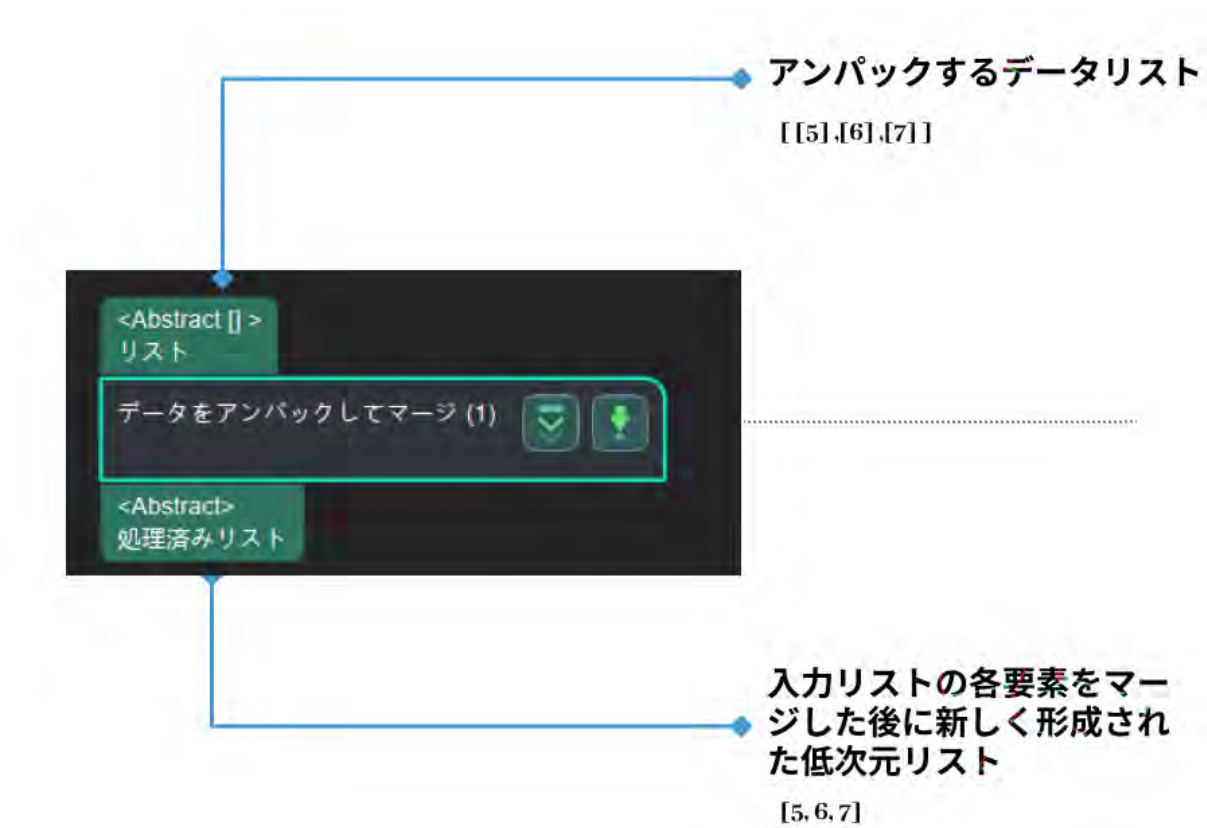 アンパックするデータリスト
[ [5] ,[6] ,[7] ]
<Abstract [] >
リスト
データをアンパックしてマージ (1)
<Abstract>
処理済みリスト
入力リストの各要素をマー
ジした後に新しく形成され
た低次元リスト
[5, 6, 7]